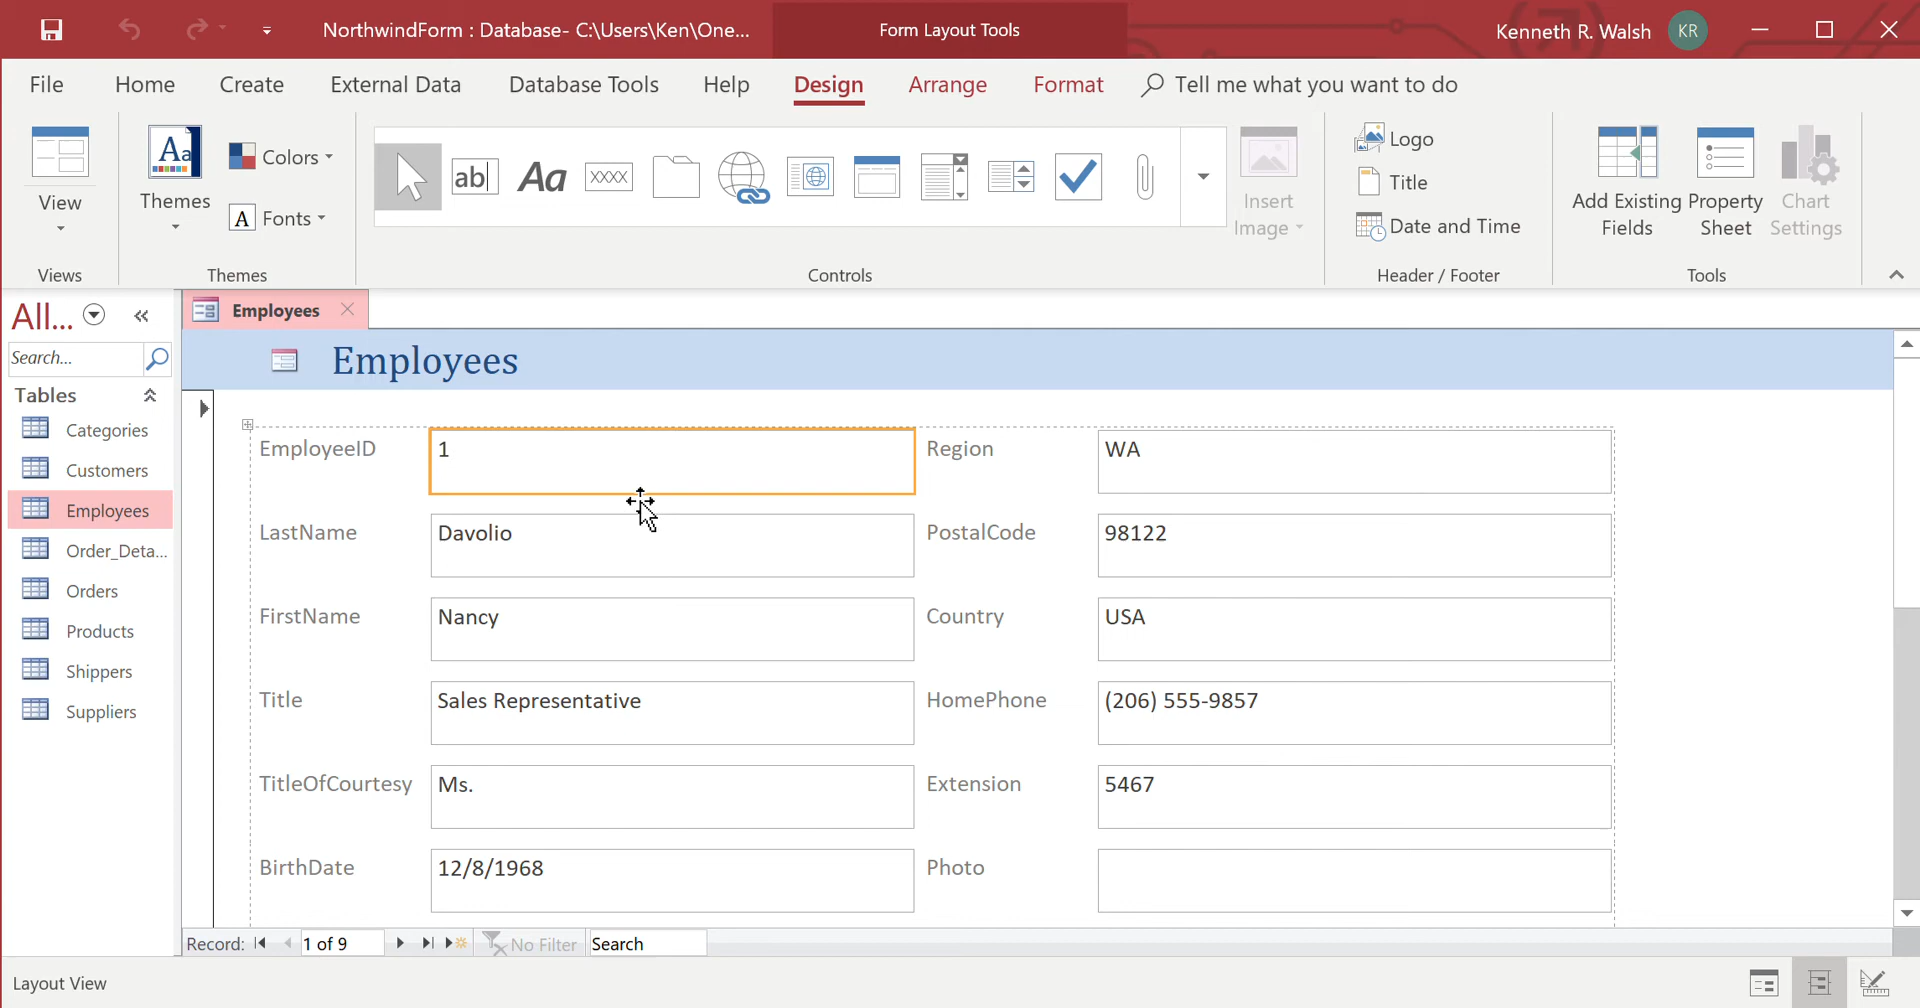 NorthwindForm : Database- C:\Users\Ken\One...
Form Layout Tools
Kenneth R. Walsh
KR
File
Home
Create
External Data
Database Tools
Help
Design
Arrange
Format
Tell me what you want to do
View
Views
Aa
Themes
Colors
A Fonts
Themes
ab
Aa
XXXX
Controls
Insert
Image
Logo
Title
Date and Time
Header / Footer
Add Existing
Fields
Property
Sheet
Chart
Settings
Tools
All...
Search...
Tables
Categories
Customers
Employees
Order_Deta...
Orders
Products
Shippers
Suppliers
Employees
Employees
EmployeeID 1 Region WA
LastName Davolio PostalCode 98122
FirstName Nancy Country USA
Title Sales Representative HomePhone (206) 555-9857
TitleOfCourtesy Ms. Extension 5467
BirthDate 12/8/1968 Photo
Record: 1 of 9 No Filter Search
Layout View